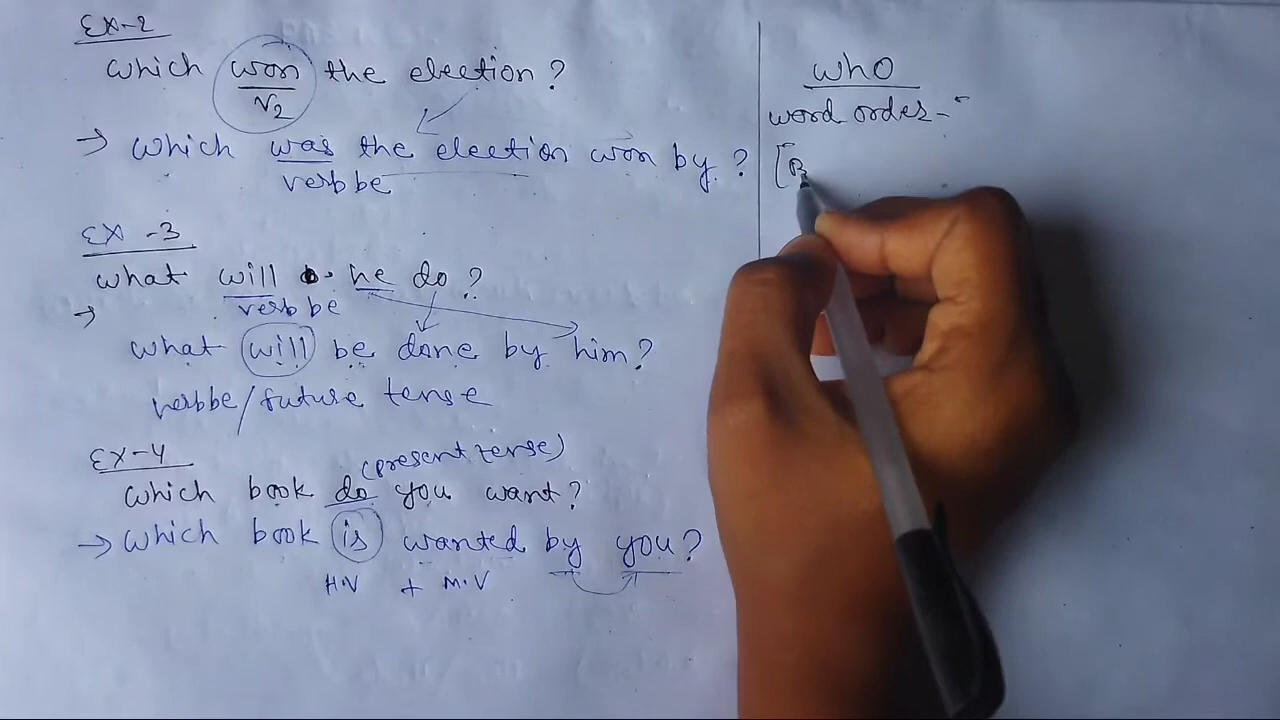 Ex-2
Which won the election?
V2
→ Which was the election won by?
verb be
Ex -3
What will he do?
verb be
→
What will be done by him?
verb be/future tense
Ex-4
(present tense)
Which book do you want?
→ Which book is wanted by you?
H.V + M.V
WhO
Word order-
[B